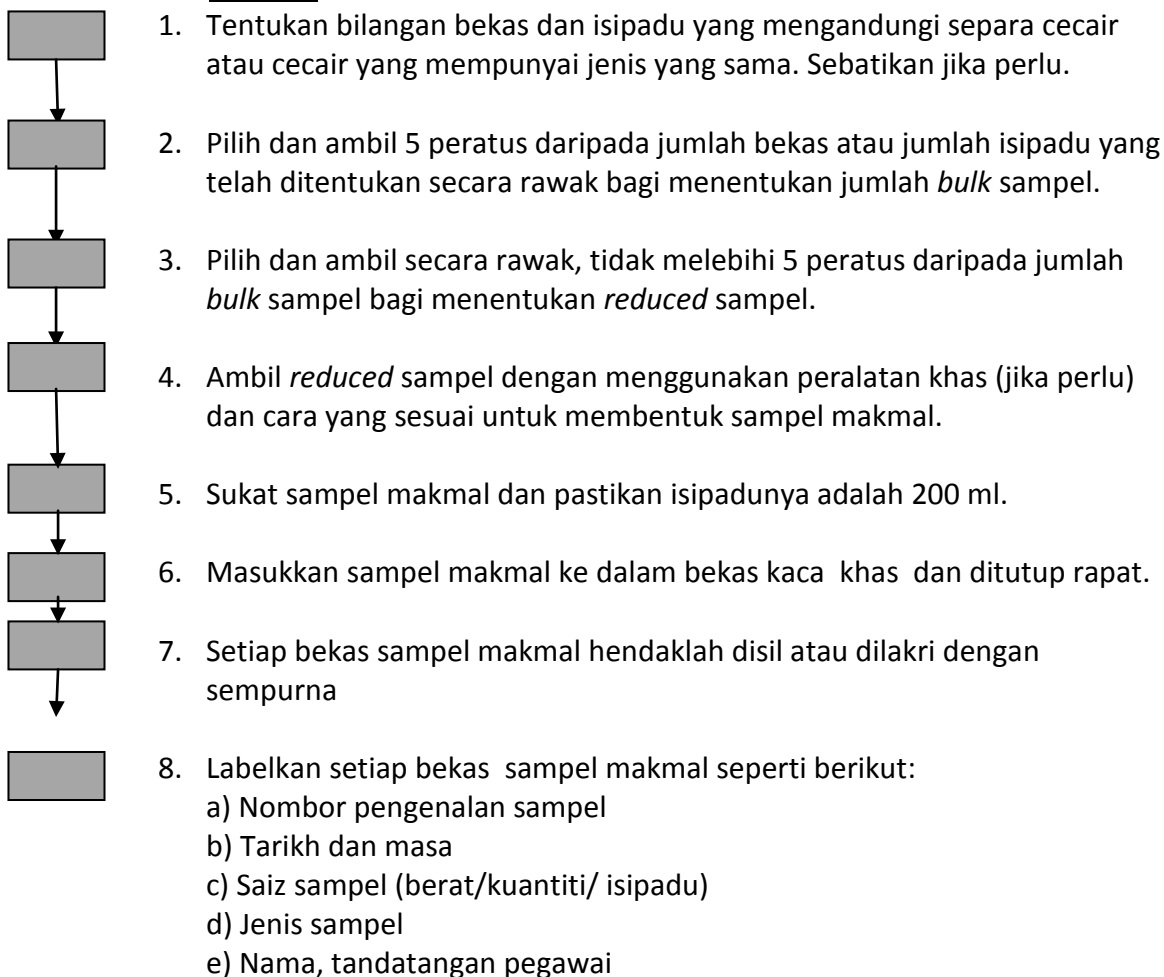 1. Tentukan bilangan bekas dan isipadu yang mengandungi separa cecair
atau cecair yang mempunyai jenis yang sama. Sebatikan jika perlu.
2. Pilih dan ambil 5 peratus daripada jumlah bekas atau jumlah isipadu yang
telah ditentukan secara rawak bagi menentukan jumlah bulk sampel.
3. Pilih dan ambil secara rawak, tidak melebihi 5 peratus daripada jumlah
bulk sampel bagi menentukan reduced sampel.
4. Ambil reduced sampel dengan menggunakan peralatan khas (jika perlu)
dan cara yang sesuai untuk membentuk sampel makmal.
5. Sukat sampel makmal dan pastikan isipadunya adalah 200 ml.
6. Masukkan sampel makmal ke dalam bekas kaca khas dan ditutup rapat.
7. Setiap bekas sampel makmal hendaklah disil atau dilakri dengan
sempurna
8. Labelkan setiap bekas sampel makmal seperti berikut:
a) Nombor pengenalan sampel
b) Tarikh dan masa
c) Saiz sampel (berat/kuantiti/ isipadu)
d) Jenis sampel
e) Nama, tandatangan pegawai